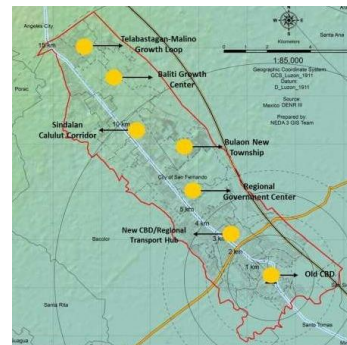 Angeles City
Santa Ana
Telabastagan-Malino
Growth Loop
15 km
Kilometers
1:85,000
Geographic Coordinate System:
GCS_Luzon_1911
Datum:
D_Luzon_1911
Source:
Mexico DENR III
Prepared by
NEDA 3 GIS Team
Baliti Growth
Center
Porac
Sindalan
Calulut Corridor
10 km
Bulaon New
Township
City of San Fernando
Regional
Government Center
5 km
4 km
New CBD/Regional
Transport Hub
3 km
Bacolor
2 km
1 km
Old CBD
Santa Rita
Santo Tomas